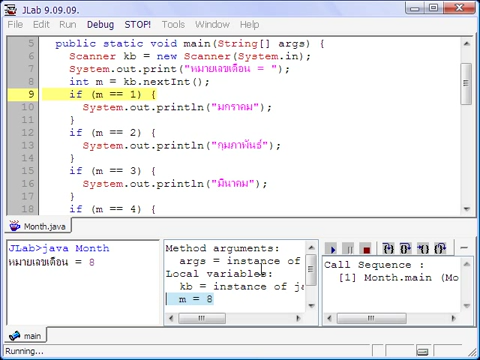 JLab 9.09.09.
File Edit Run Debug STOP! Tools Window Help
5 public static void main(String[] args) {
6 Scanner kb = new Scanner(System.in);
7 System.out.print("หมายเลขเดือน = ");
8 int m = kb.nextInt();
9 if (m == 1) {
10 System.out.println("มกราคม");
11 }
12 if (m == 2) {
13 System.out.println("กุมภาพันธ์");
14 }
15 if (m == 3) {
16 System.out.println("มีนาคม");
17 }
18 if (m == 4) {
Month.java
JLab>java Month
หมายเลขเดือน = 8
Method arguments:
args = instance of
Local variables:
kb = instance of ja
m = 8
Call Sequence :
[1] Month.main (Mo
main
Running...